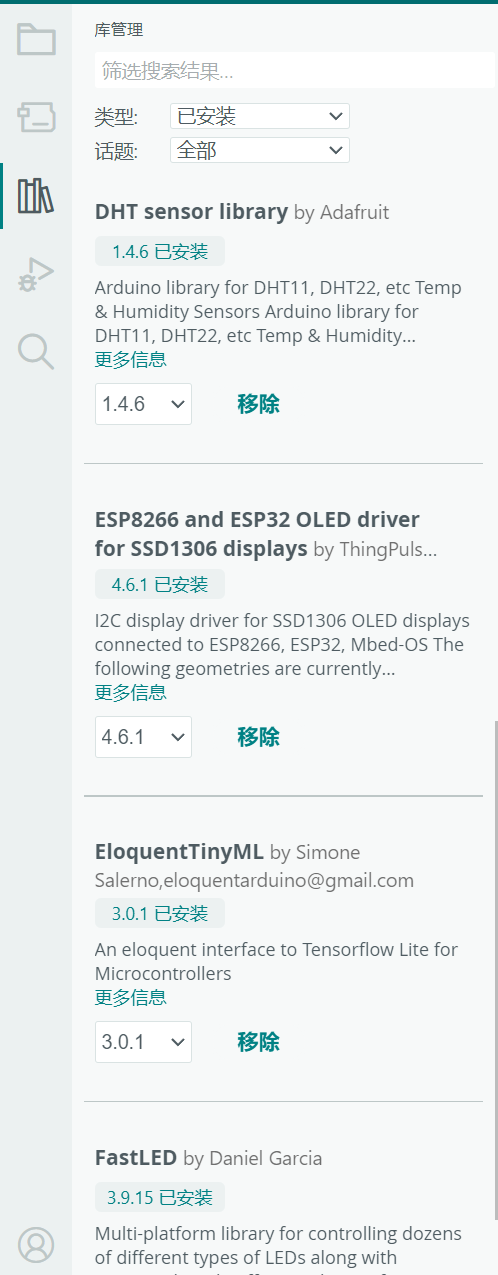 库管理
筛选搜索结果...
类型: 已安装
话题: 全部
DHT sensor library by Adafruit
1.4.6 已安装
Arduino library for DHT11, DHT22, etc Temp
& Humidity Sensors Arduino library for
DHT11, DHT22, etc Temp & Humidity...
更多信息
1.4.6 移除
ESP8266 and ESP32 OLED driver
for SSD1306 displays by ThingPuls...
4.6.1 已安装
I2C display driver for SSD1306 OLED displays
connected to ESP8266, ESP32, Mbed-OS The
following geometries are currently...
更多信息
4.6.1 移除
EloquentTinyML by Simone
Salerno,eloquentarduino@gmail.com
3.0.1 已安装
An eloquent interface to Tensorflow Lite for
Microcontrollers
更多信息
3.0.1 移除
FastLED by Daniel Garcia
3.9.15 已安装
Multi-platform library for controlling dozens
of different types of LEDs along with